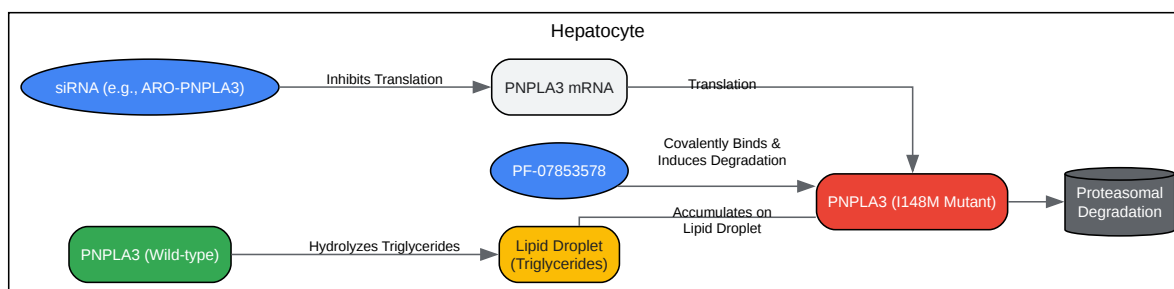 Hepatocyte
siRNA (e.g., ARO-PNPLA3)
Inhibits Translation
PNPLA3 mRNA
Translation
PF-07853578
Covalently Binds &
Induces Degradation
PNPLA3 (I148M Mutant)
Proteasomal
Degradation
Accumulates on
Lipid Droplet
PNPLA3 (Wild-type)
Hydrolyzes Triglycerides
Lipid Droplet
(Triglycerides)